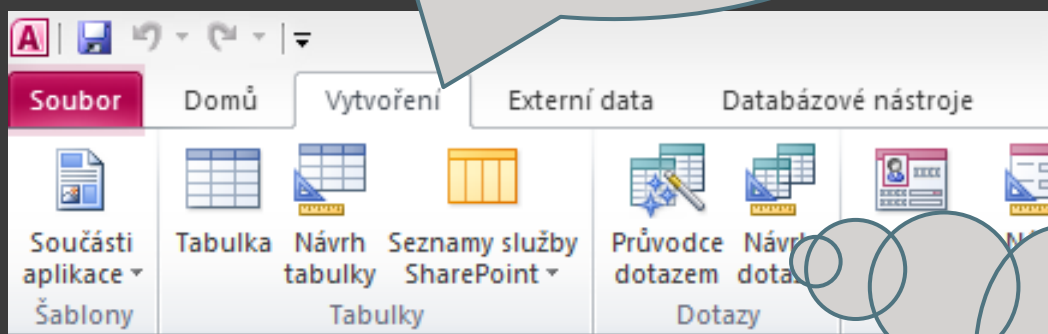 A
Soubor Domů Vytvoření Externí data Databázové nástroje
Součásti aplikace
Tabulka
Návrh tabulky
Seznamy služby SharePoint
Průvodce dotazem
Šablony Tabulky Dotazy